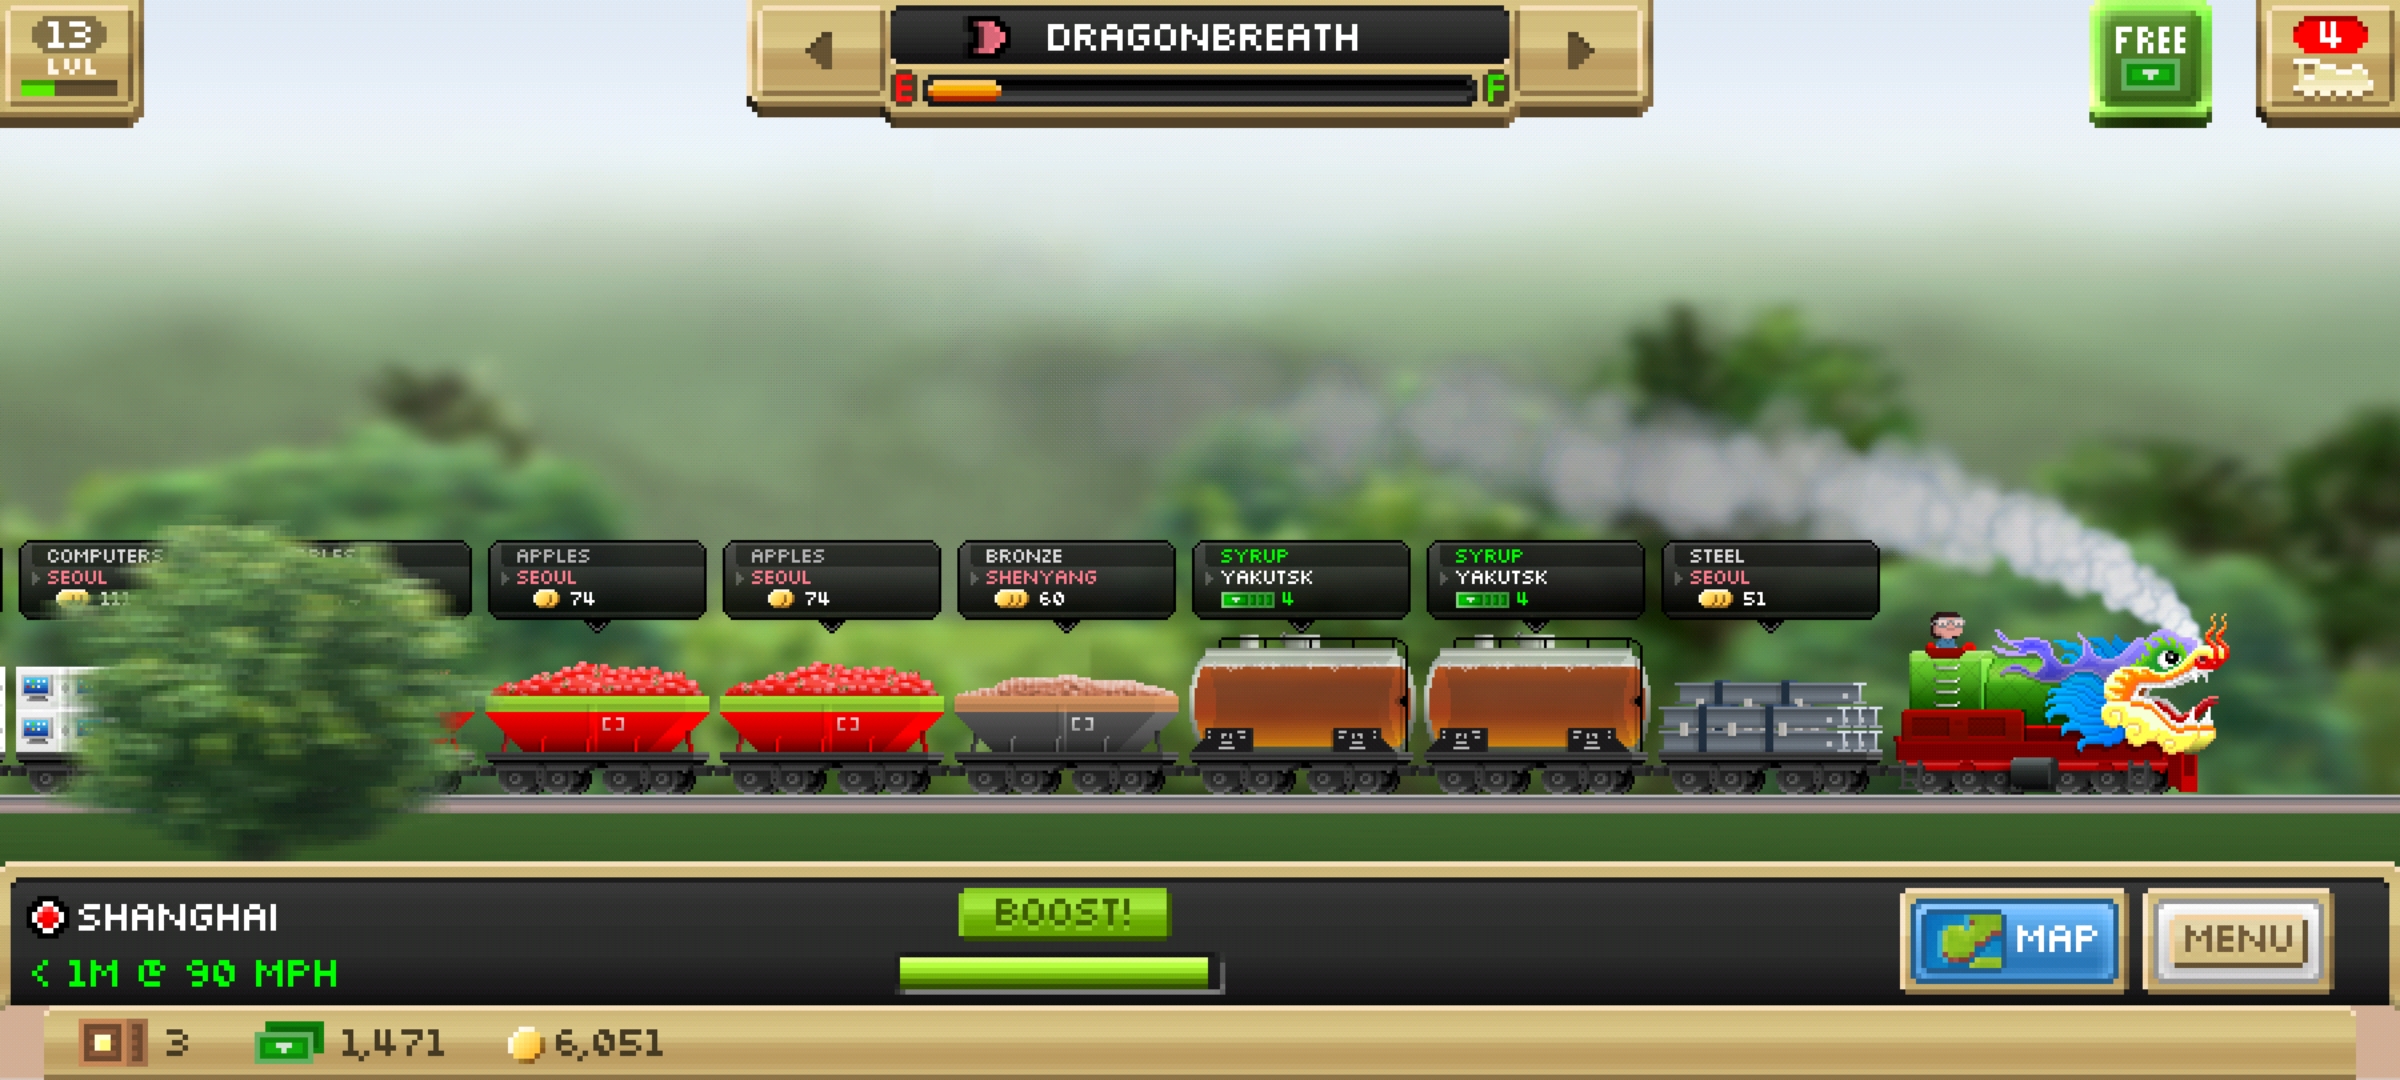 13
LVL
DRAGONBREATH
E
F
FREE
4
COMPUTERS
SEOUL
APPLES
SEOUL
74
APPLES
SEOUL
74
BRONZE
SHENYANG
60
SYRUP
YAKUTSK
4
SYRUP
YAKUTSK
4
STEEL
SEOUL
51
SHANGHAI
< 1M @ 90 MPH
BOOST!
MAP
MENU
3
1,471
6,051